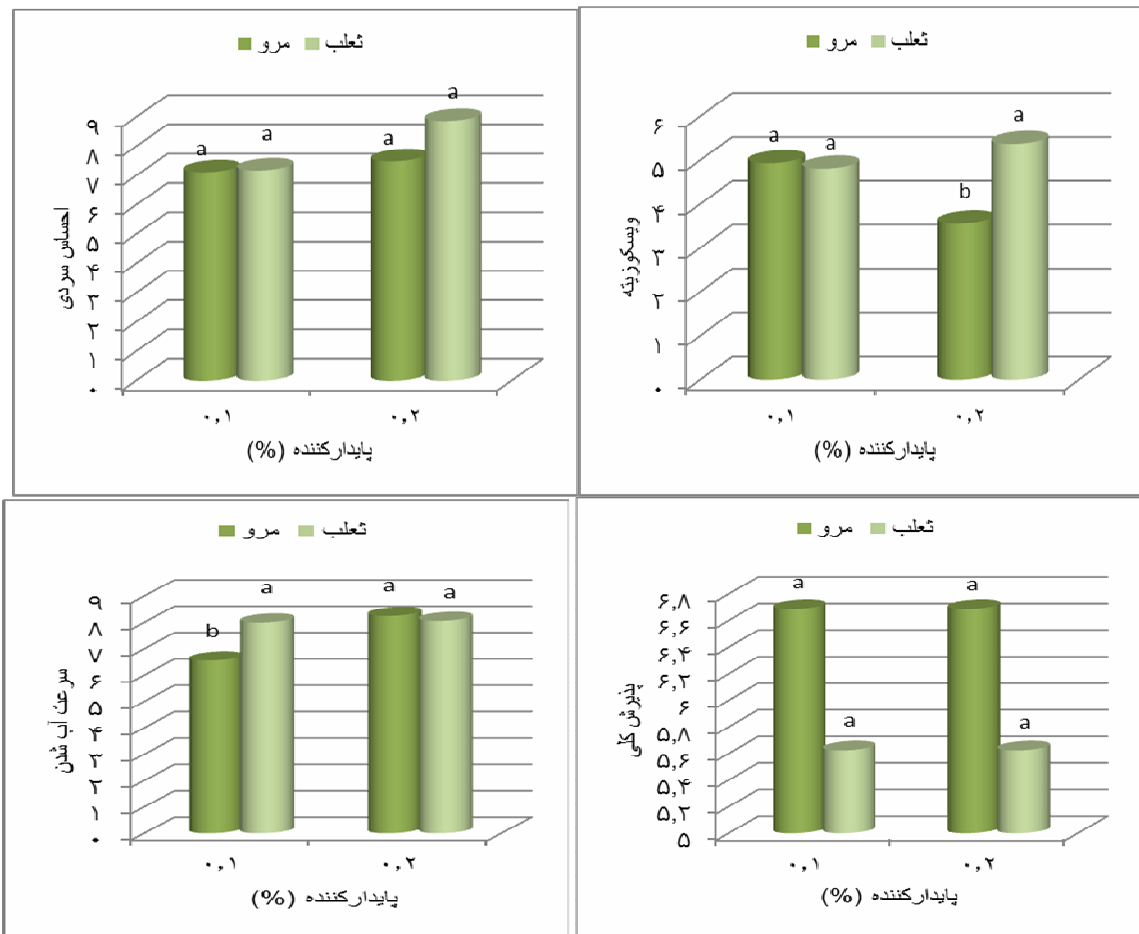 ثعلب مرو
a
a
a
a
۹
۸
۷
۶
۵
۴
۳
۲
۱
۰
احساس سردی
۰,۱
۰,۲
پایدارکننده (%)
ثعلب مرو
a
a
b
a
۶
۵
۴
۳
۲
۱
۰
ویسکوزیته
۰,۱
۰,۲
پایدارکننده (%)
ثعلب مرو
b
a
a
a
۹
۸
۷
۶
۵
۴
۳
۲
۱
۰
سرعت آب شدن
۰,۱
۰,۲
پایدارکننده (%)
ثعلب مرو
a
a
a
a
۶,۸
۶,۶
۶,۴
۶,۲
۶
۵,۸
۵,۶
۵,۴
۵,۲
۵
پذیرش کلی
۰,۱
۰,۲
پایدارکننده (%)